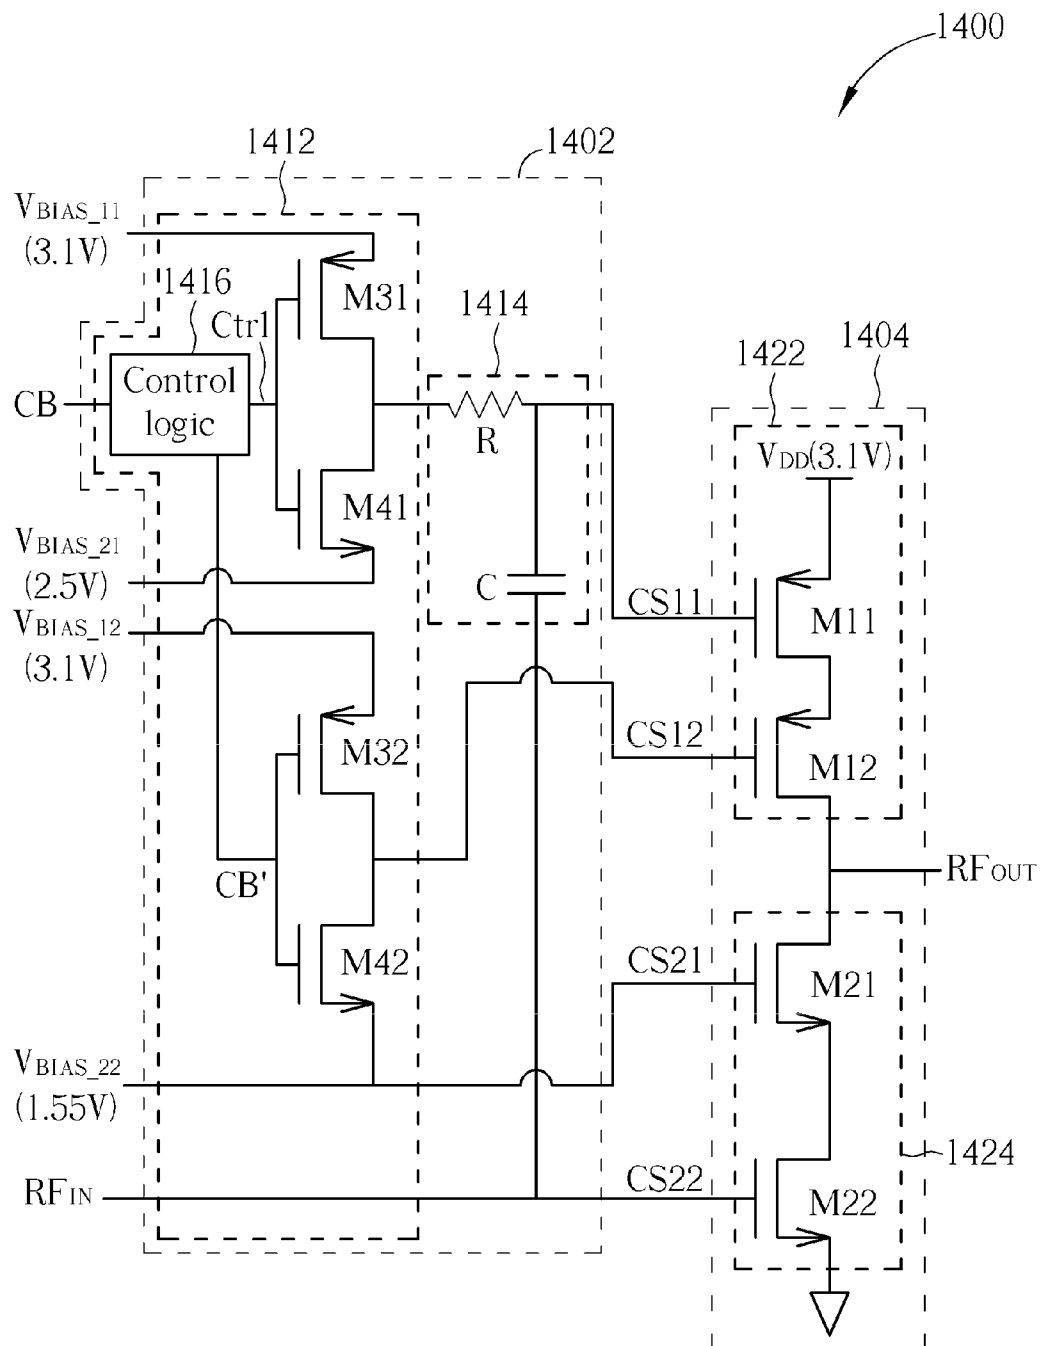 1400
1412
1402
VBIAS_11
(3.1V)
1416
Ctrl
M31
1414
1404
1422
CB
Control
logic
R
VDD(3.1V)
M41
VBIAS_21
(2.5V)
C
CS11
M11
VBIAS_12
(3.1V)
M32
CS12
M12
CB'
RFOUT
M42
CS21
M21
VBIAS_22
(1.55V)
1424
RFIN
CS22
M22